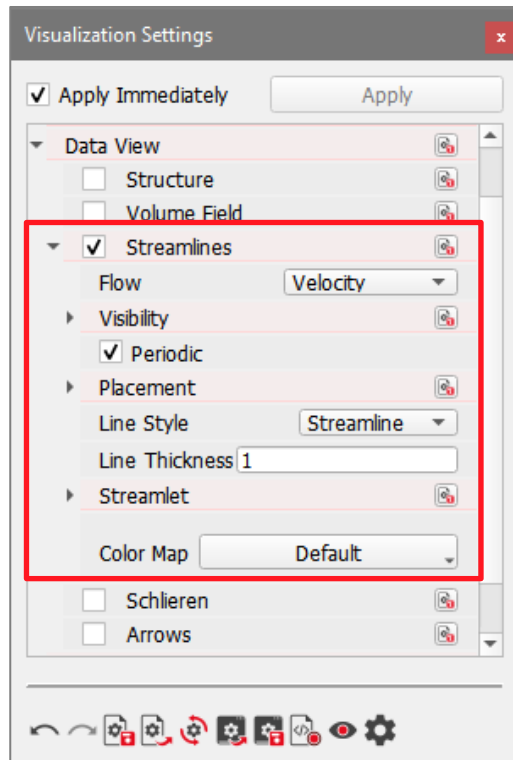 Visualization Settings
x
Apply Immediately Apply
Data View
Structure
Volume Field
Streamlines
Flow Velocity
Visibility
Periodic
Placement
Line Style Streamline
Line Thickness 1
Streamlet
Color Map Default
Schlieren
Arrows